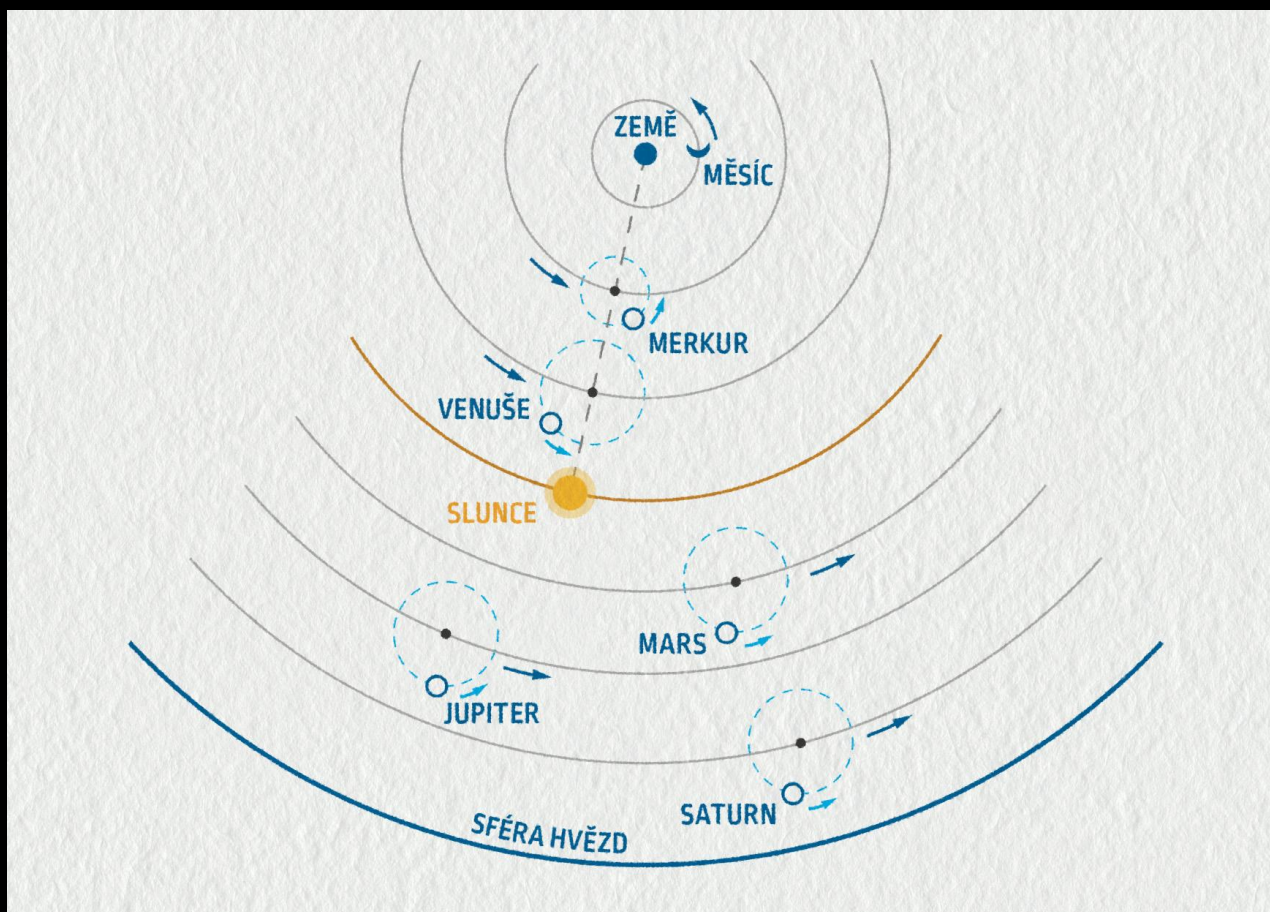 ZEMĚ
MĚSÍC
MERKUR
VENUŠE
SLUNCE
MARS
JUPITER
SATURN
SFÉRA HVĚZD